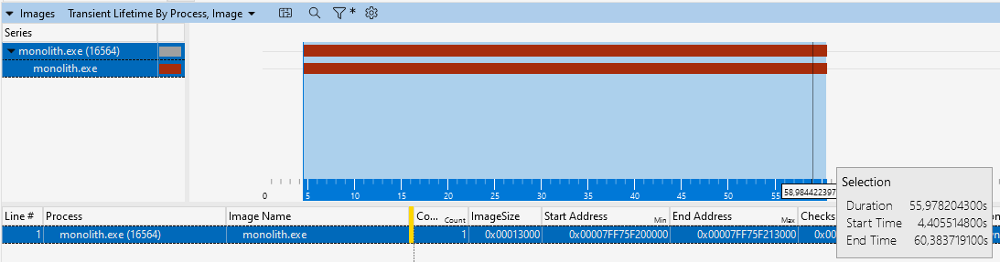 Images Transient Lifetime By Process, Image *
Series
monolith.exe (16564)
monolith.exe
0 5 10 15 20 25 30 35 40 45 50 55
58,984422397
Selection
Duration 55,978204300s
Start Time 4,405514800s
End Time 60,383719100s
Line # Process Image Name Co... Count ImageSize Start Address Min End Address Max Checks
1 monolith.exe (16564) monolith.exe 1 0x00013000 0x00007FF75F200000 0x00007FF75F213000 0x00